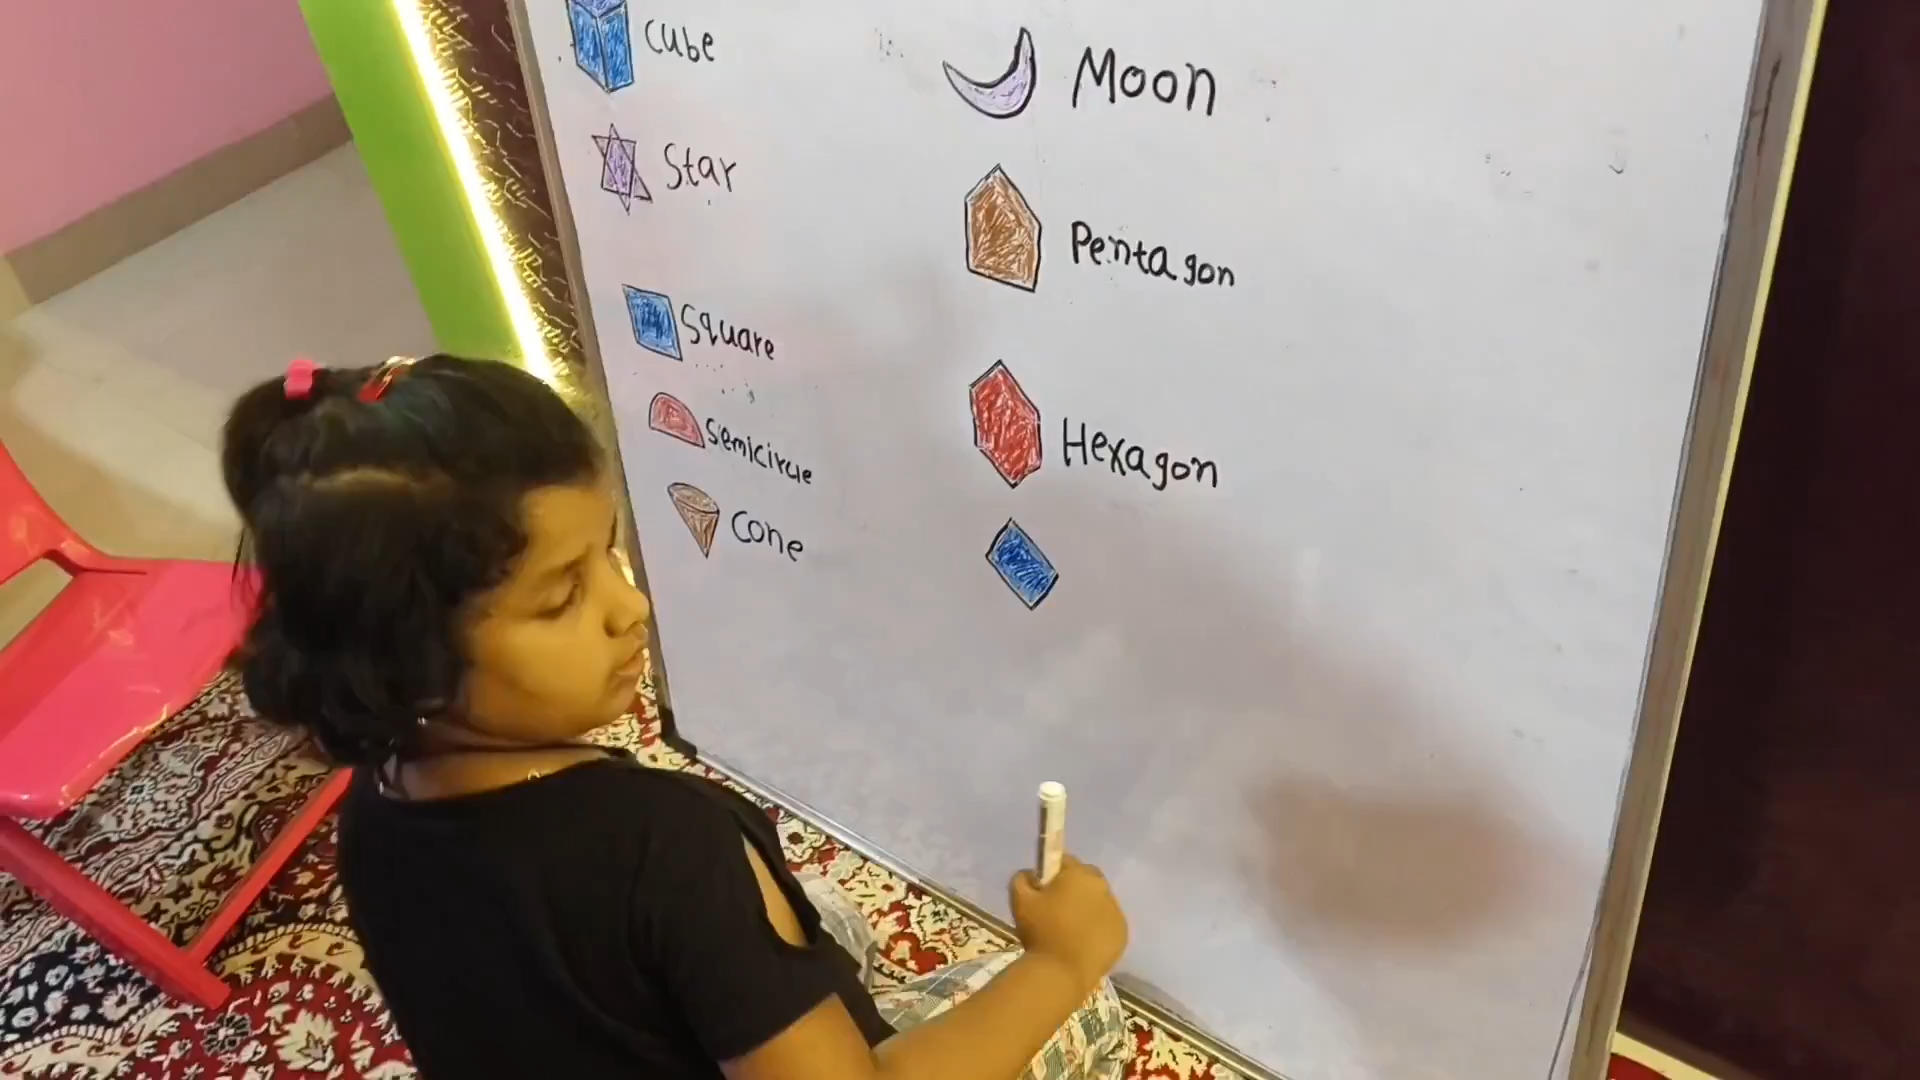 Cube
Star
Square
Semicircle
Cone
Moon
Pentagon
Hexagon